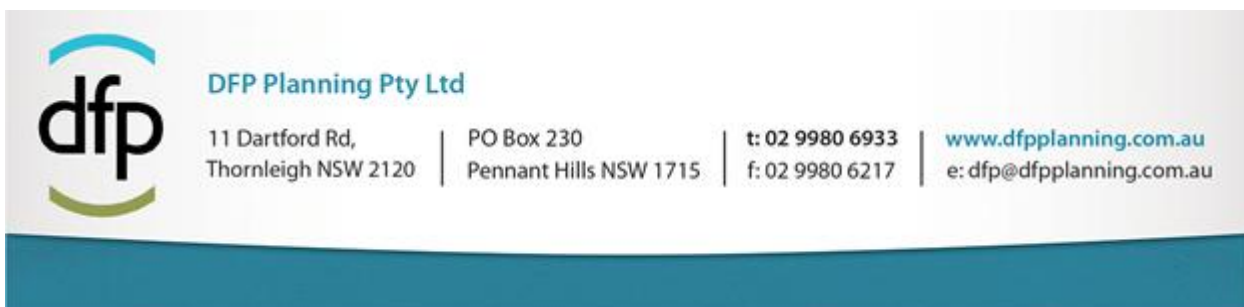 dfp
DFP Planning Pty Ltd
11 Dartford Rd,
Thornleigh NSW 2120
PO Box 230
Pennant Hills NSW 1715
t: 02 9980 6933
f: 02 9980 6217
www.dfpplanning.com.au
e: dfp@dfpplanning.com.au